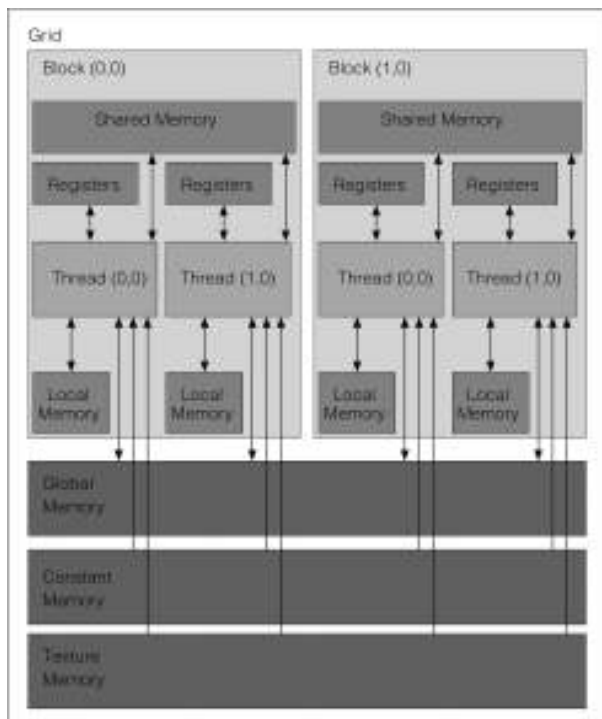 Grid
Block (0,0)
Block (1,0)
Shared Memory
Shared Memory
Registers
Registers
Registers
Registers
Thread (0,0)
Thread (1,0)
Thread (0,0)
Thread (1,0)
Local
Memory
Local
Memory
Local
Memory
Local
Memory
Global
Memory
Constant
Memory
Texture
Memory